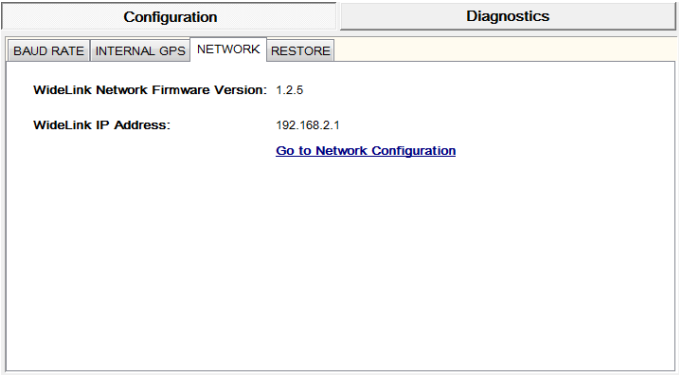 Configuration Diagnostics
BAUD RATE INTERNAL GPS NETWORK RESTORE
WideLink Network Firmware Version: 1.2.5
WideLink IP Address: 192.168.2.1
Go to Network Configuration